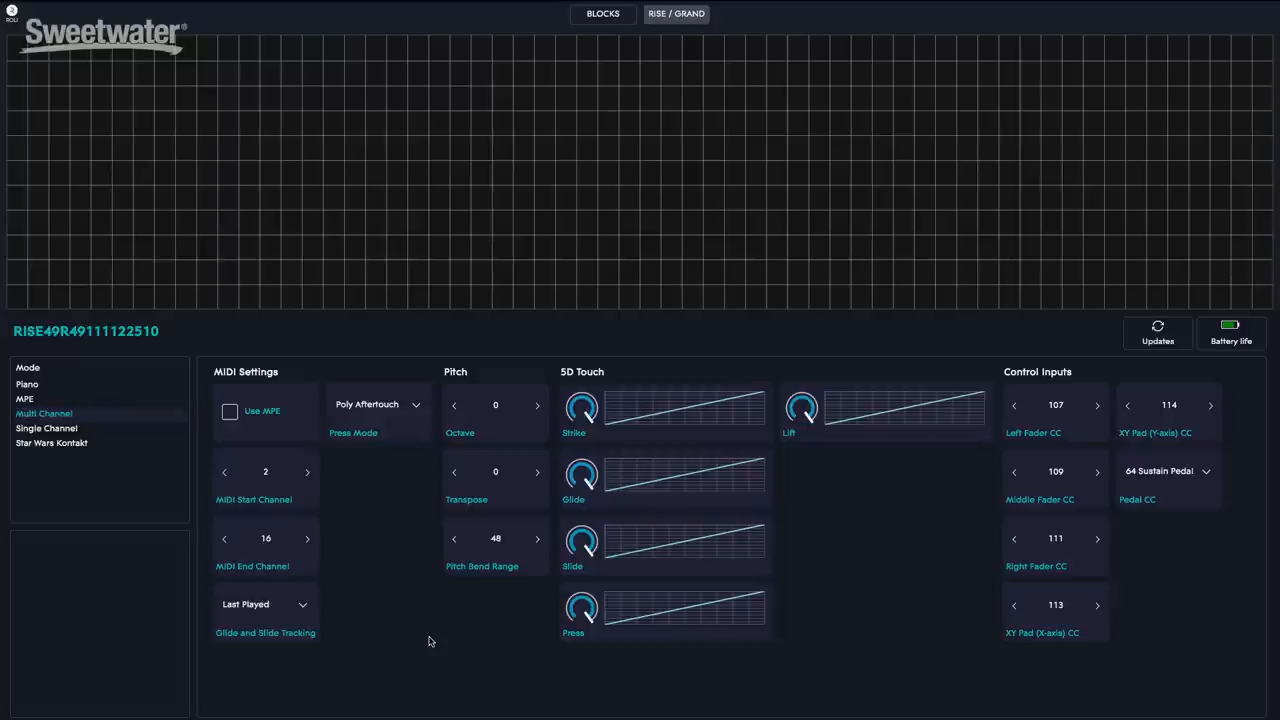 ROLI
Sweetwater®
BLOCKS
RISE / GRAND
RISE49R49111122510
Updates
Battery life
Mode
Piano
MPE
Multi Channel
Single Channel
Star Wars Kontakt
MIDI Settings
Use MPE
Poly Aftertouch
Press Mode
2
MIDI Start Channel
16
MIDI End Channel
Last Played
Glide and Slide Tracking
Pitch
0
Octave
0
Transpose
48
Pitch Bend Range
5D Touch
Strike
Lift
Glide
Slide
Press
Control Inputs
107
Left Fader CC
114
XY Pad (Y-axis) CC
109
Middle Fader CC
64 Sustain Pedal
Pedal CC
111
Right Fader CC
113
XY Pad (X-axis) CC